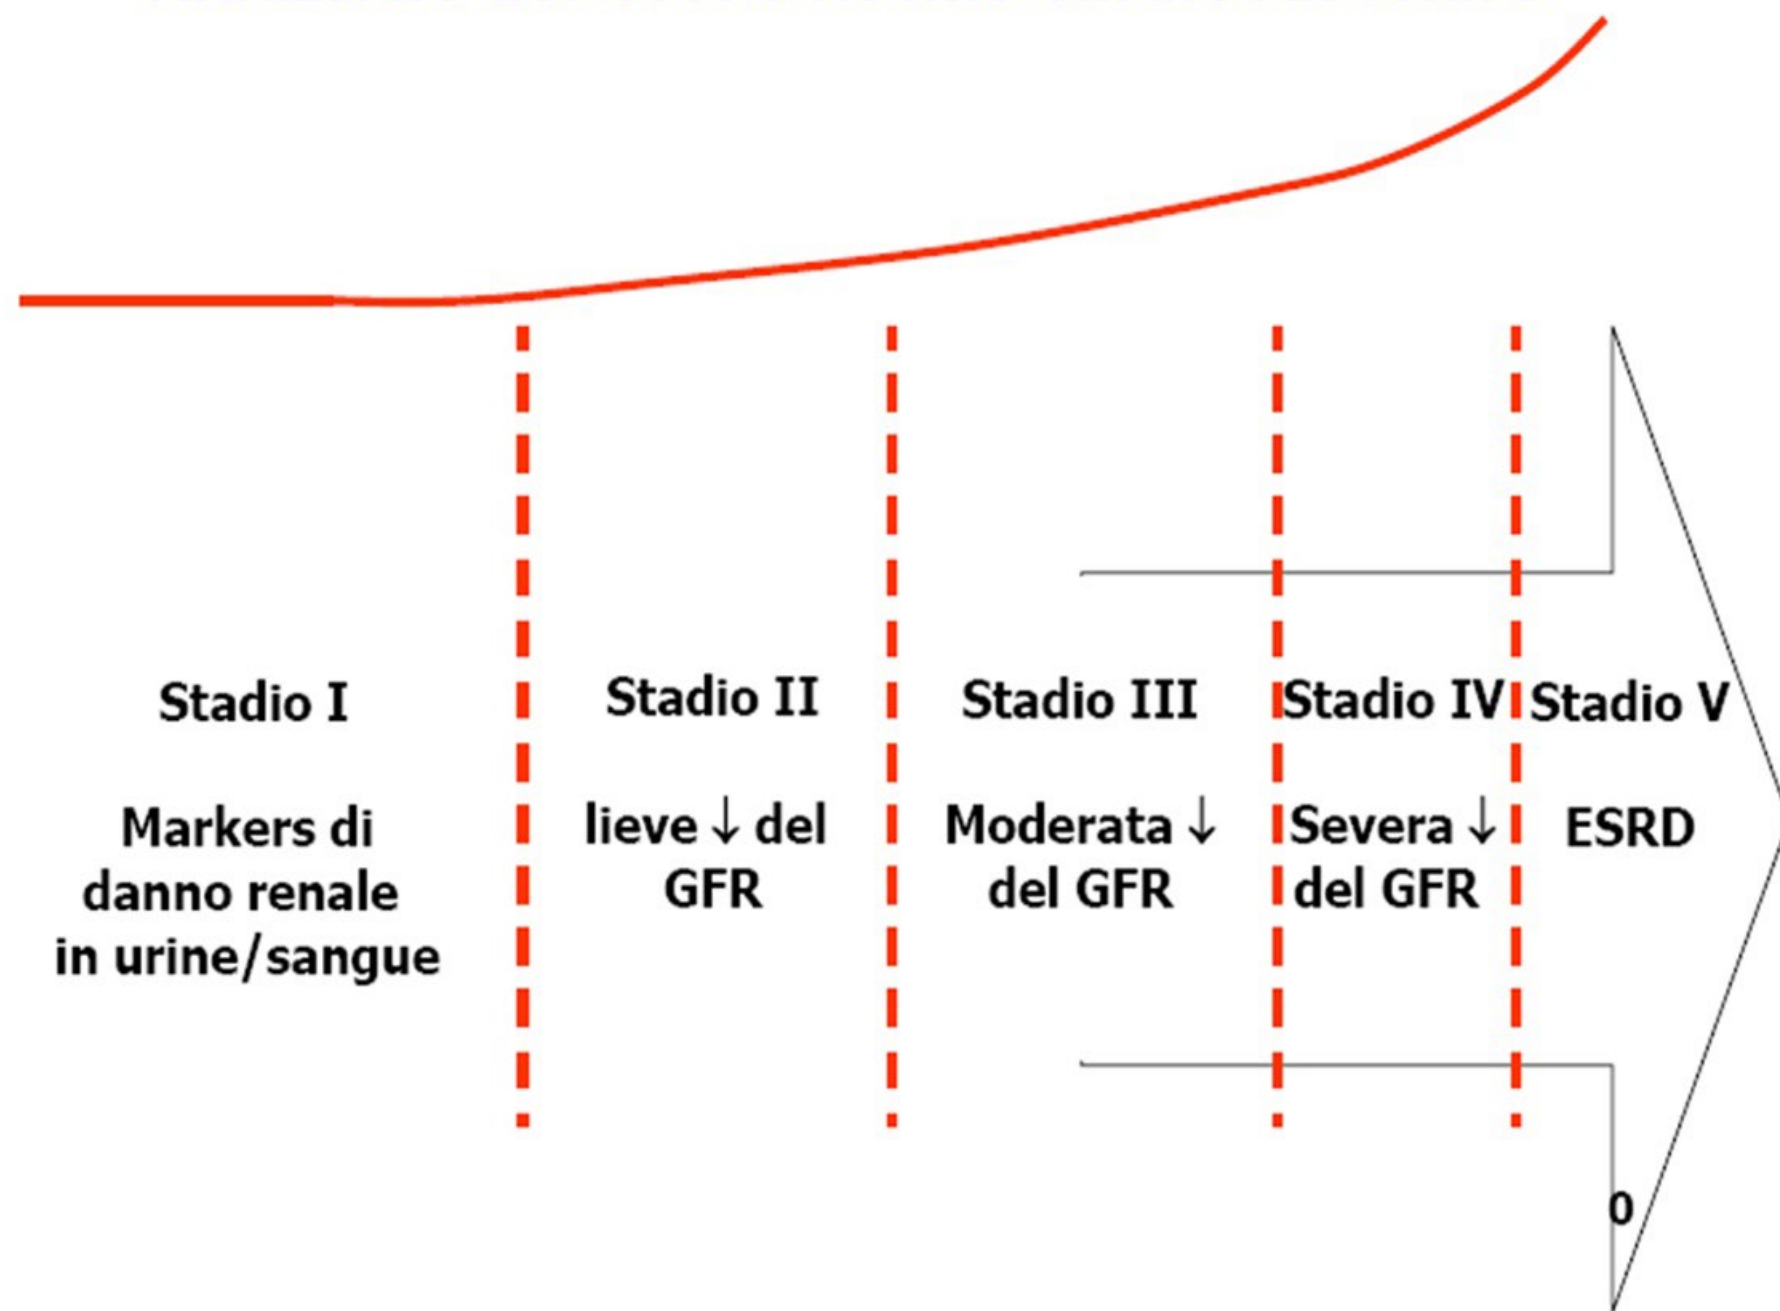 Stadio I
Markers di
danno renale
in urine/sangue
Stadio II
lieve ↓ del
GFR
Stadio III
Moderata ↓
del GFR
Stadio IV
Severa ↓
del GFR
Stadio V
ESRD
0